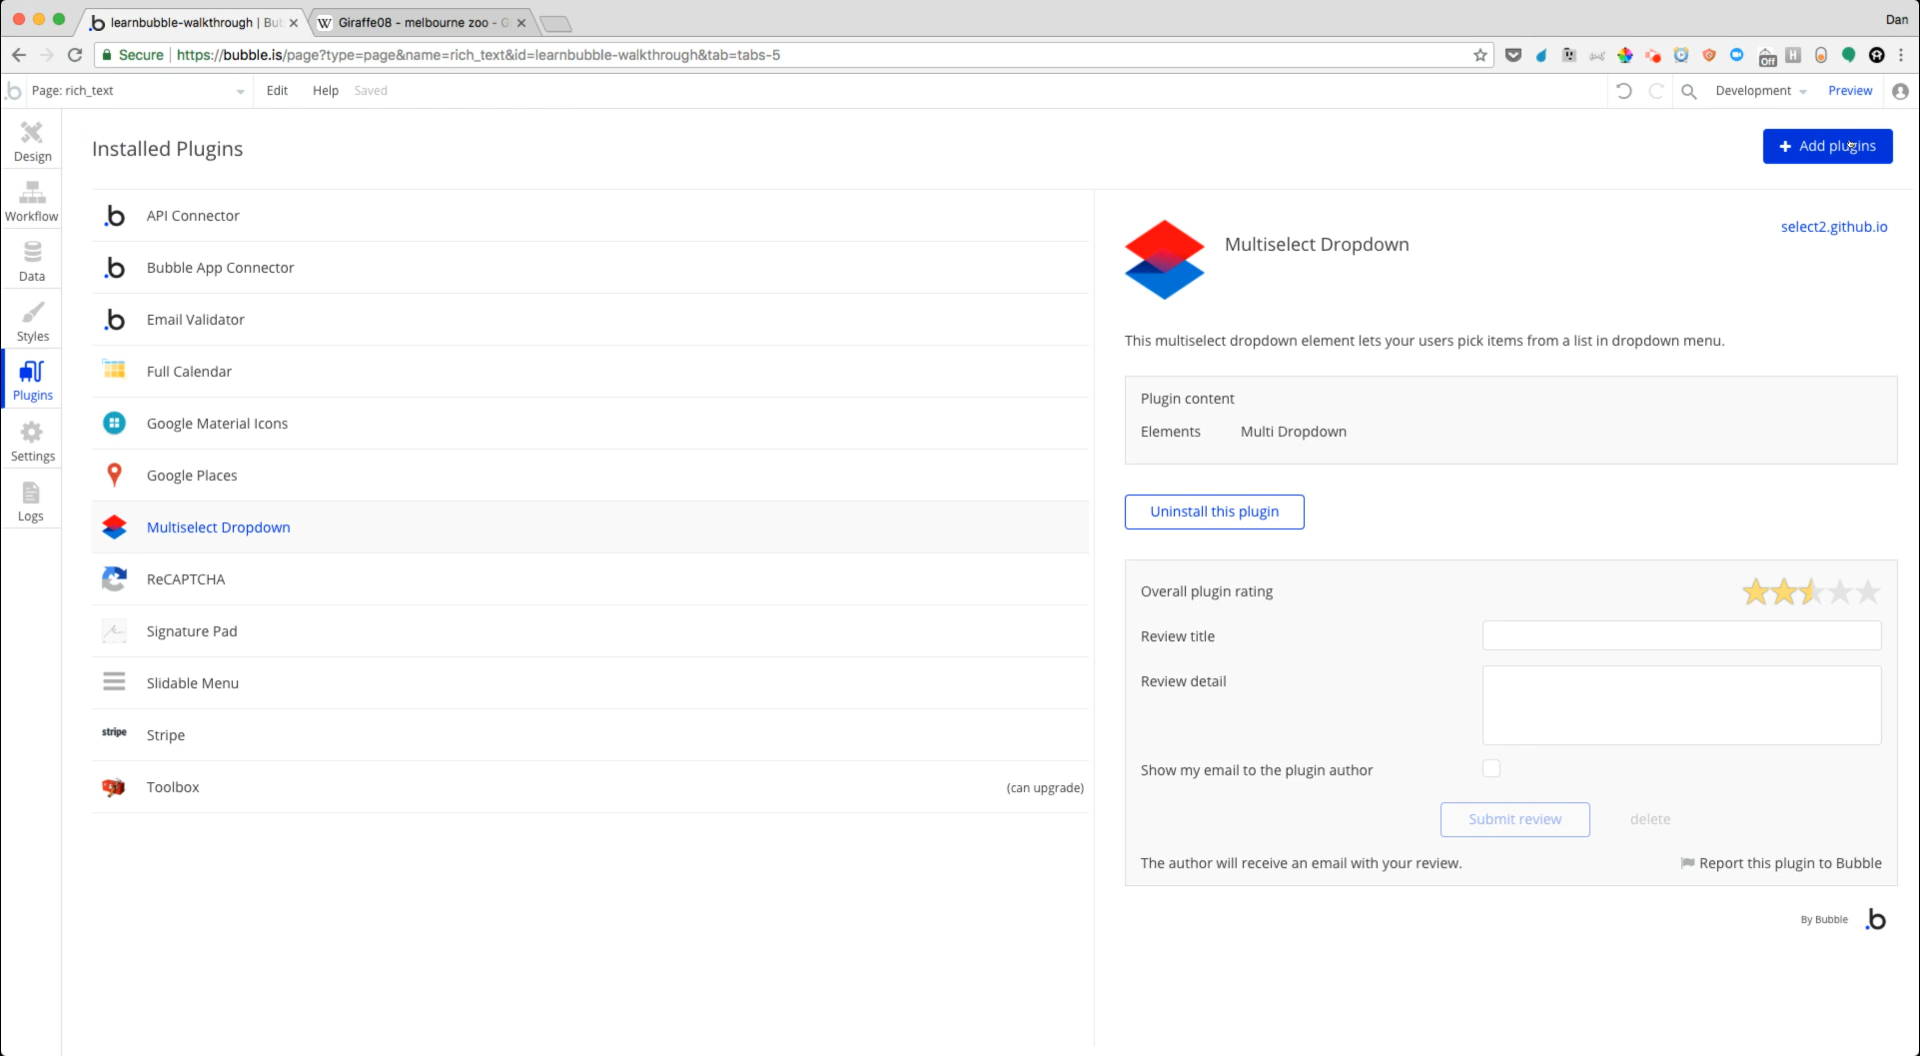 learnbubble-walkthrough | Bub
Giraffe08 - melbourne zoo - G
Dan
Secure
https://bubble.is/page?type=page&name=rich_text&id=learnbubble-walkthrough&tab=tabs-5
Off
H
Page: rich_text
Edit
Help
Saved
Development
Preview
Design
Workflow
Data
Styles
Plugins
Settings
Logs
Installed Plugins
+ Add plugins
API Connector
Bubble App Connector
Email Validator
Full Calendar
Google Material Icons
Google Places
Multiselect Dropdown
ReCAPTCHA
Signature Pad
Slidable Menu
stripe Stripe
Toolbox (can upgrade)
Multiselect Dropdown
select2.github.io
This multiselect dropdown element lets your users pick items from a list in dropdown menu.
Plugin content
Elements Multi Dropdown
Uninstall this plugin
Overall plugin rating
Review title
Review detail
Show my email to the plugin author
Submit review delete
The author will receive an email with your review. Report this plugin to Bubble
By Bubble .b